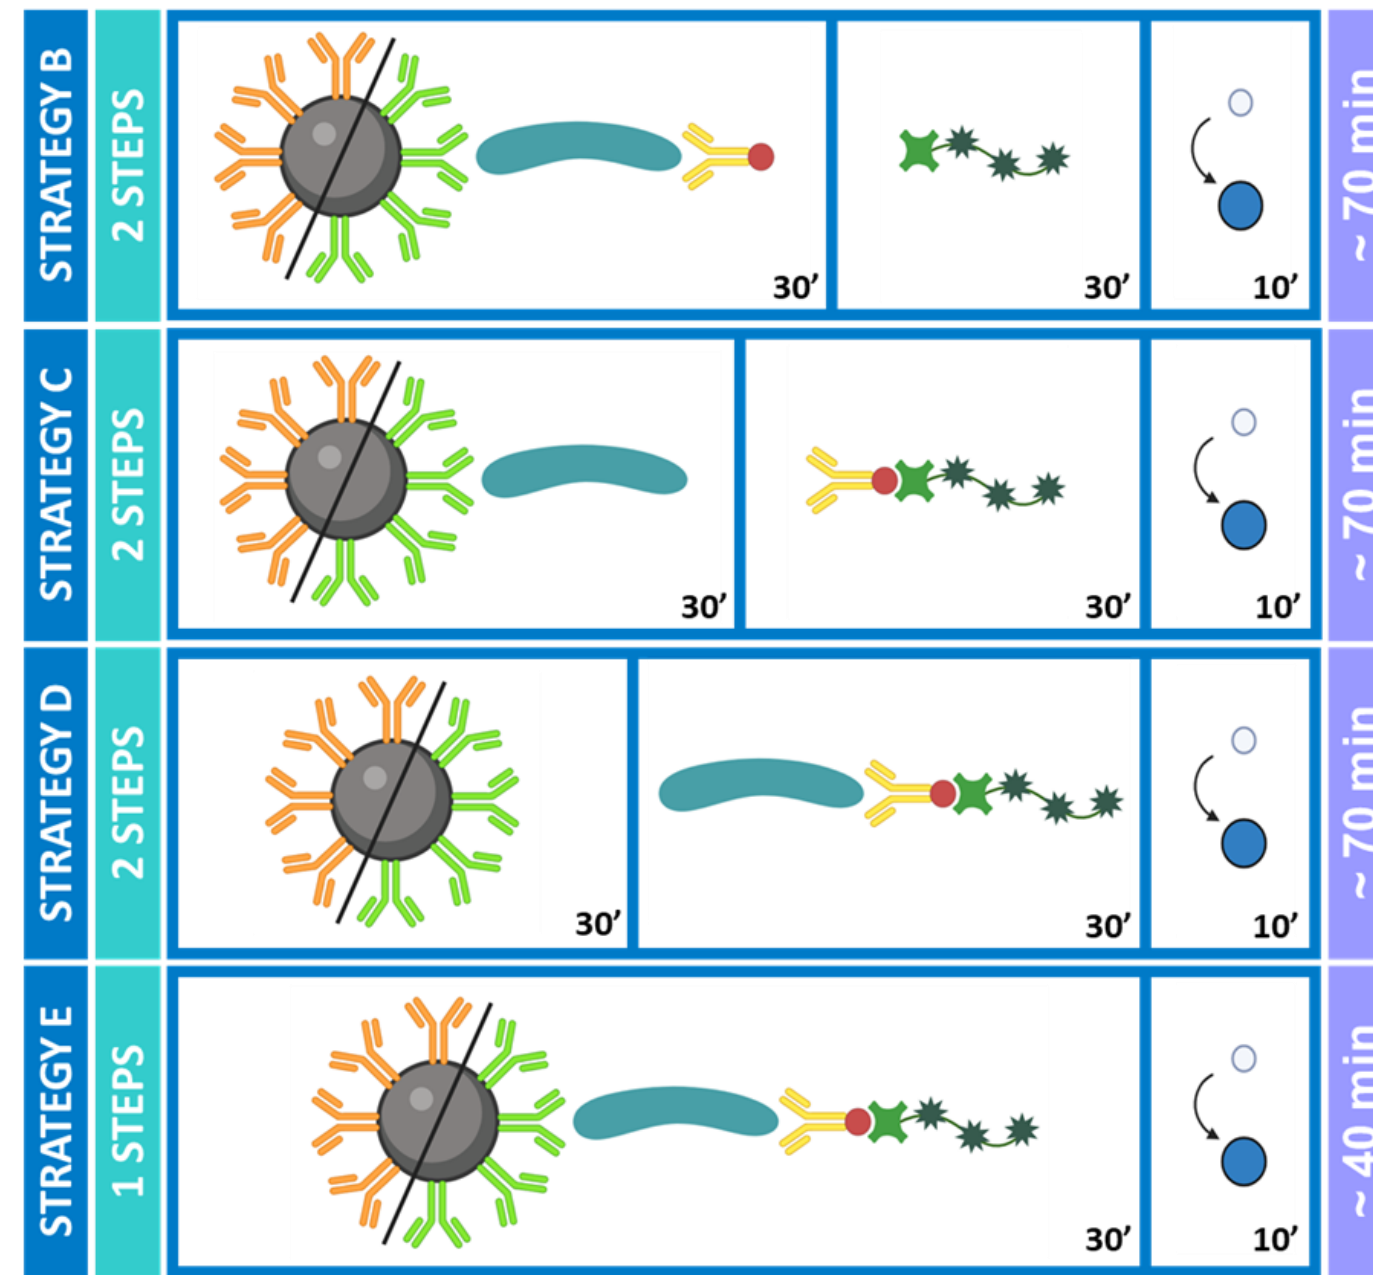 STRATEGY B
2 STEPS
30’
30’
10’
~ 70 min
STRATEGY C
2 STEPS
30’
30’
10’
~ 70 min
STRATEGY D
2 STEPS
30’
30’
10’
~ 70 min
STRATEGY E
1 STEPS
30’
10’
~ 40 min